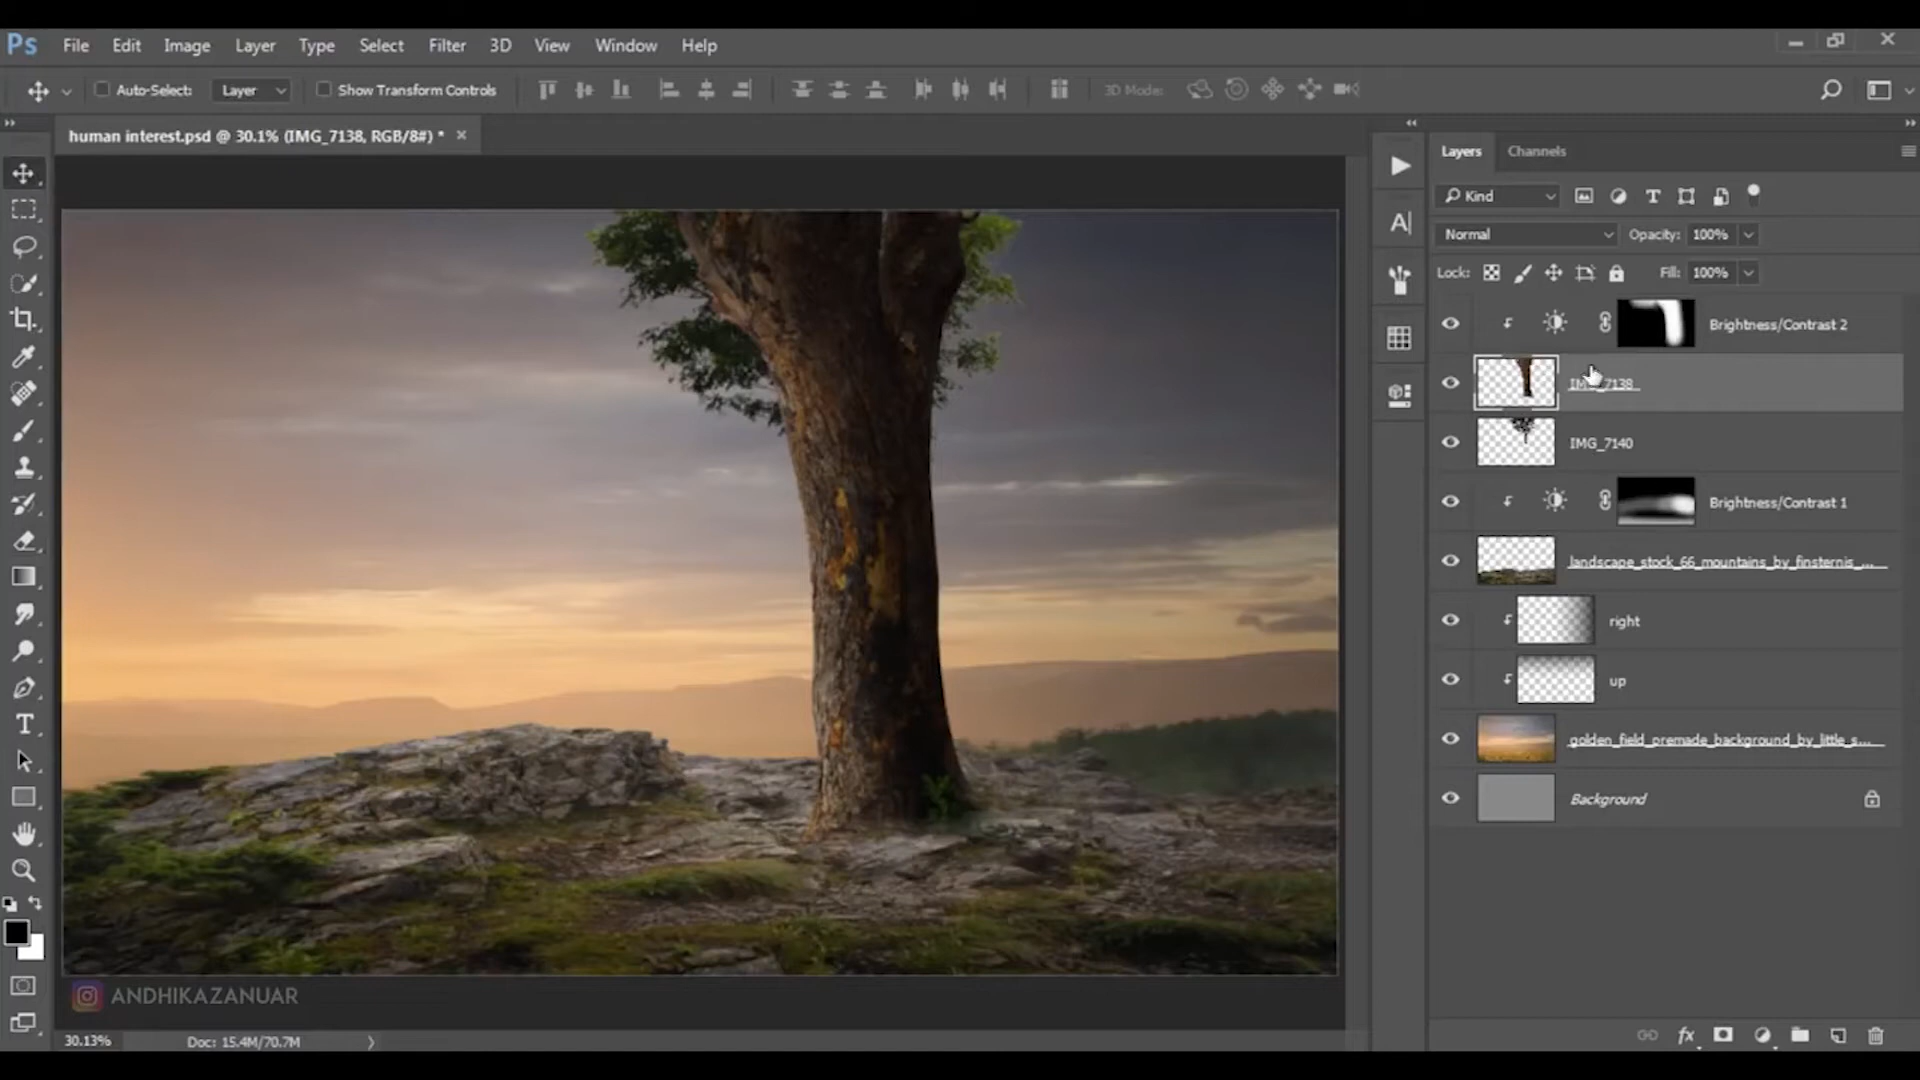 Ps File Edit Image Layer Type Select Filter 3D View Window Help
Auto-Select: Layer Show Transform Controls 3D Mode:
human interest.psd @ 30.1% (IMG_7138, RGB/8#) *
Layers Channels
Kind
Normal Opacity: 100%
Lock: Fill: 100%
Brightness/Contrast 2
IMG_7138
IMG_7140
Brightness/Contrast 1
landscape_stock_66_mountains_by_finsternis_...
right
up
golden_field_premade_background_by_little_s...
Background
ANDHIKAZANUAR
30.13% Doc: 15.4M/70.7M